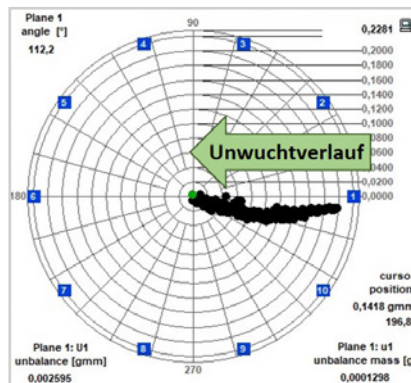 Plane 1
angle [°]
112,2
90
0,2281
0,2000
0,1800
0,1600
0,1400
0,1200
0,1000
0,0800
0,0600
0,0400
0,0200
0,0000
4
3
5
2
Unwuchtverlauf
180
6
1
7
10
8
9
270
curso
position
0,1418 m
196,8
Plane 1: U1
unbalance [gmm]
0,002595
Plane 1: u1
unbalance mass [g
0,0001298